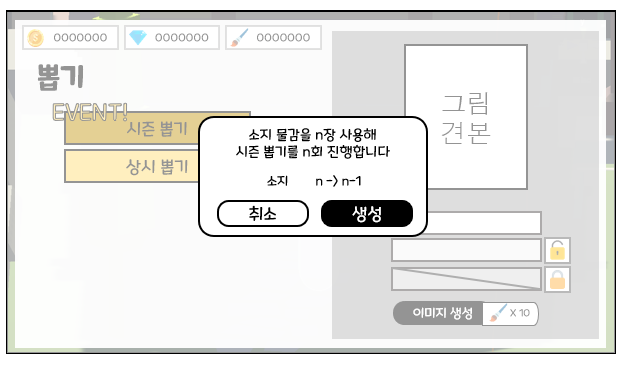 0000000
0000000
0000000
뽑기
EVENT!
시즌 뽑기
상시 뽑기
그림
견본
소지 물감을 n장 사용해
시즌 뽑기를 n회 진행합니다
소지 n -> n-1
취소
생성
이미지 생성
X 10